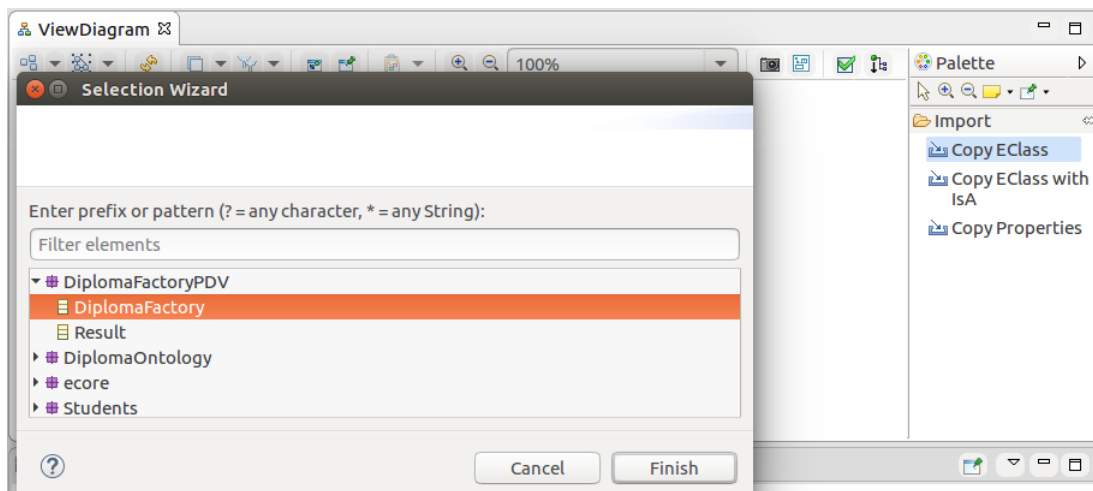 ViewDiagram
100%
Palette
Selection Wizard
Import
Copy EClass
Copy EClass with
IsA
Copy Properties
Enter prefix or pattern (? = any character, * = any String):
Filter elements
DiplomaFactoryPDV
DiplomaFactory
Result
DiplomaOntology
ecore
Students
?
Cancel
Finish